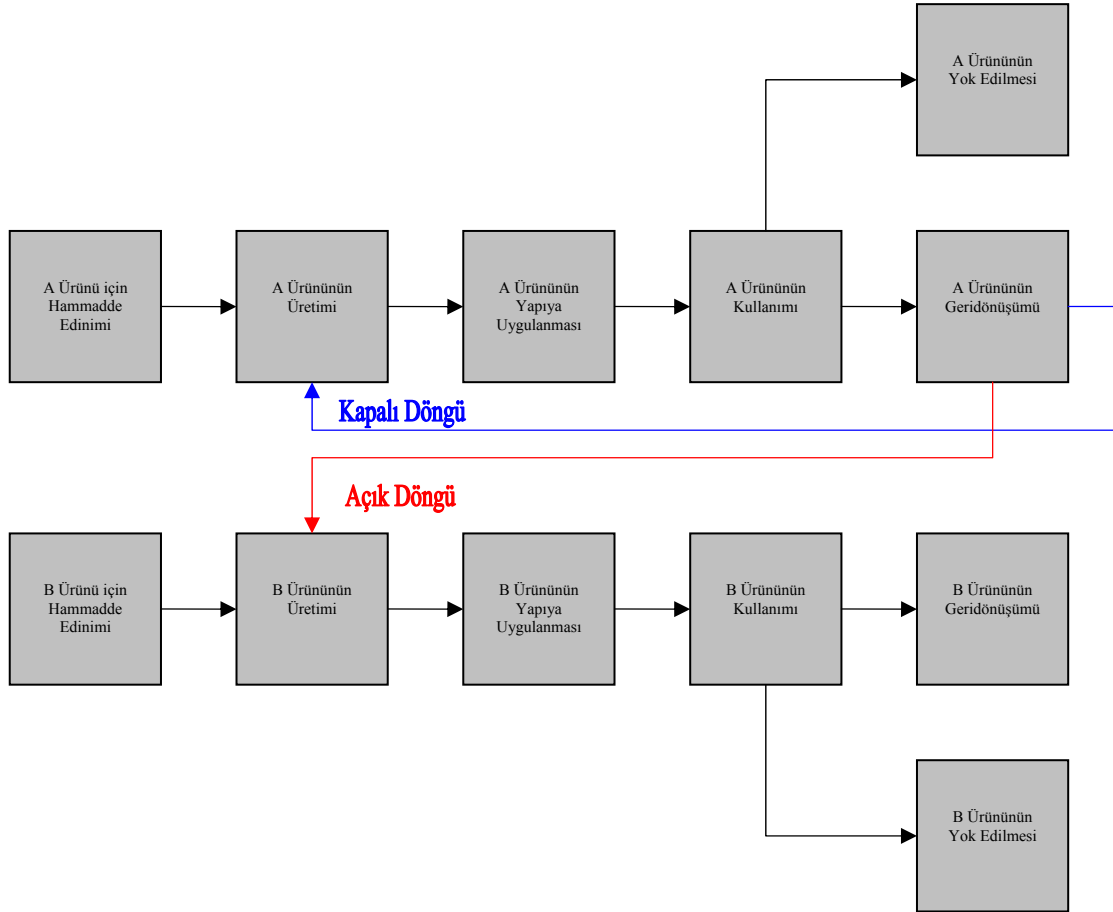 A Ürününün
Yok Edilmesi
A Ürünü için
Hammadde
Edinimi
A Ürününün
Üretimi
A Ürününün
Yapıya
Uygulanması
A Ürününün
Kullanımı
A Ürününün
Geridönüşümü
Kapalı Döngü
Açık Döngü
B Ürünü için
Hammadde
Edinimi
B Ürününün
Üretimi
B Ürününün
Yapıya
Uygulanması
B Ürününün
Kullanımı
B Ürününün
Geridönüşümü
B Ürününün
Yok Edilmesi